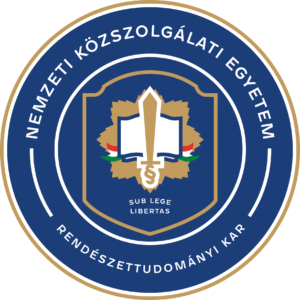 NEMZETI KÖZSZOLGÁLATI EGYETEM
§
SUB LEGE
LIBERTAS
RENDÉSZETTUDOMÁNYI KAR